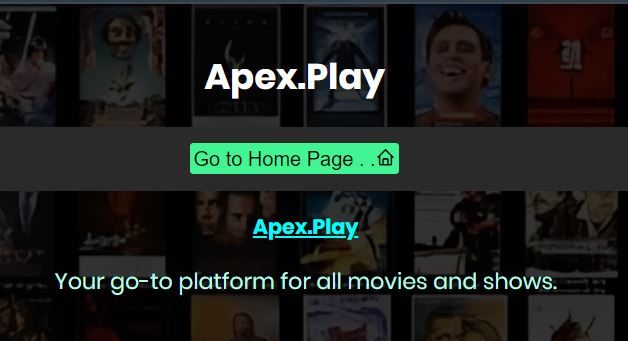 Apex.Play
Go to Home Page . .
Apex.Play
Your go-to platform for all movies and shows.